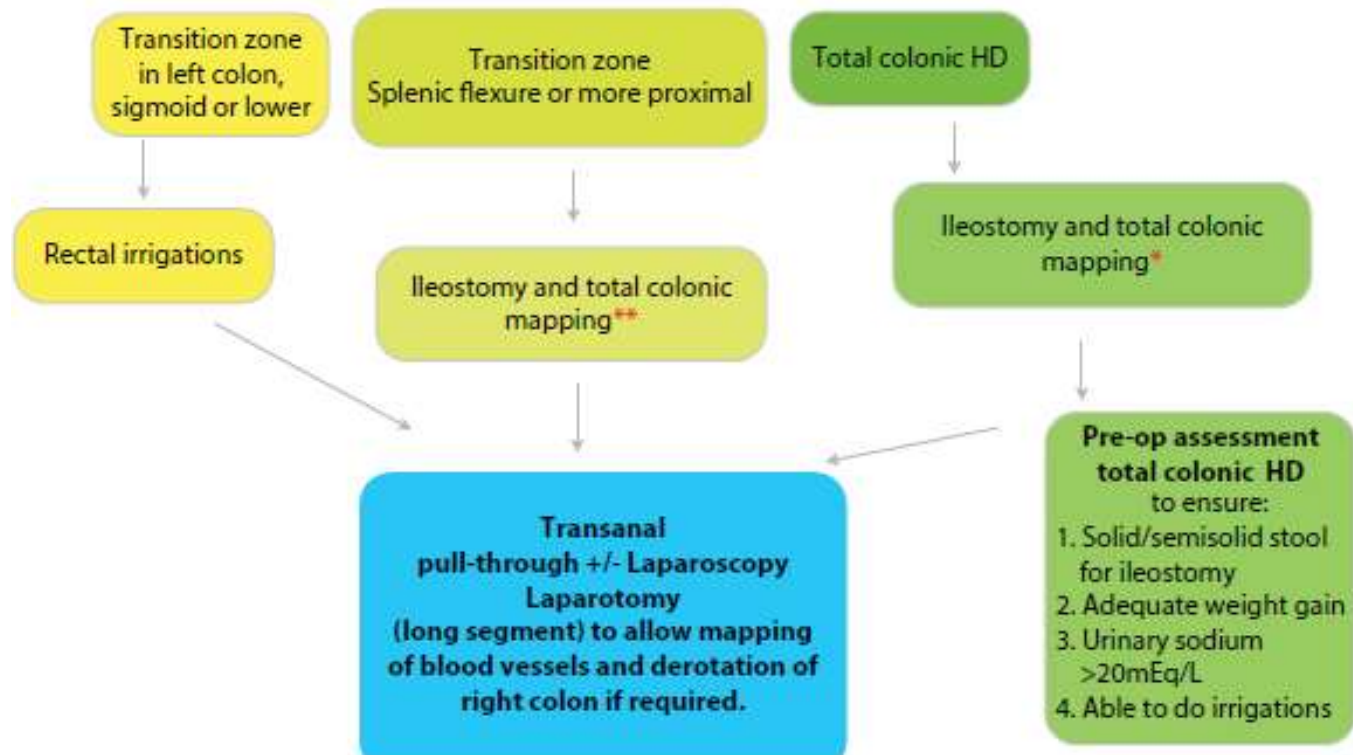 Transition zone
in left colon,
sigmoid or lower
Transition zone
Splenic flexure or more proximal
Total colonic HD
Rectal irrigations
Ileostomy and total colonic
mapping**
Ileostomy and total colonic
mapping*
Transanal
pull-through +/- Laparoscopy
Laparotomy
(long segment) to allow mapping
of blood vessels and derotation of
right colon if required.
Pre-op assessment
total colonic HD
to ensure:
1. Solid/semisolid stool
for ileostomy
2. Adequate weight gain
3. Urinary sodium
>20mEq/L
4. Able to do irrigations